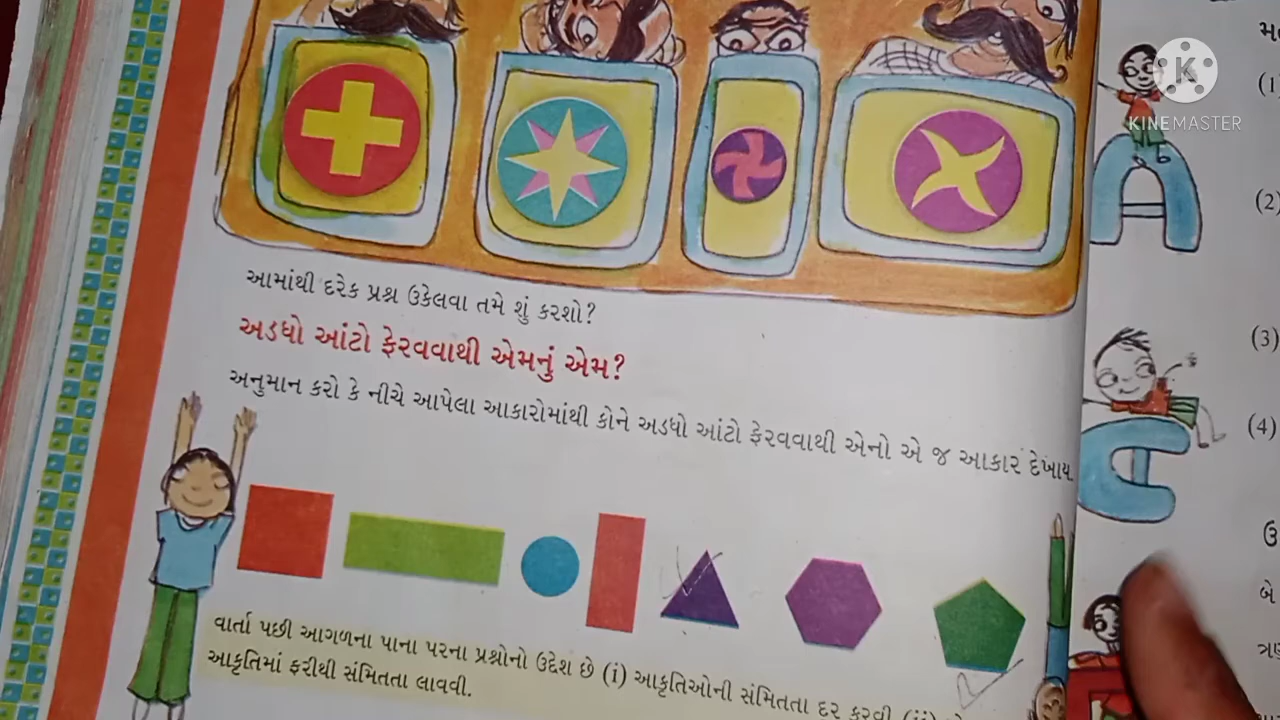 K
KINEMASTER
આમાંથી દરેક પ્રશ્ન ઉકેલવા તમે શું કરશો?
અડધો આંટો ફેરવવાથી એમનું એમ?
અનુમાન કરો કે નીચે આપેલા આકારોમાંથી કોને અડધો આંટો ફેરવવાથી એનો એ જ આકાર દેખાય
વાર્તા પછી આગળના પાના પરના પ્રશ્નોનો ઉદ્દેશ છે (i) આકૃતિઓની સંમિતતા દૂર કરવી (ii)
આકૃતિમાં ફરીથી સંમિતતા લાવવી.
(1
(2)
(3)
(4)
ઉ
બે